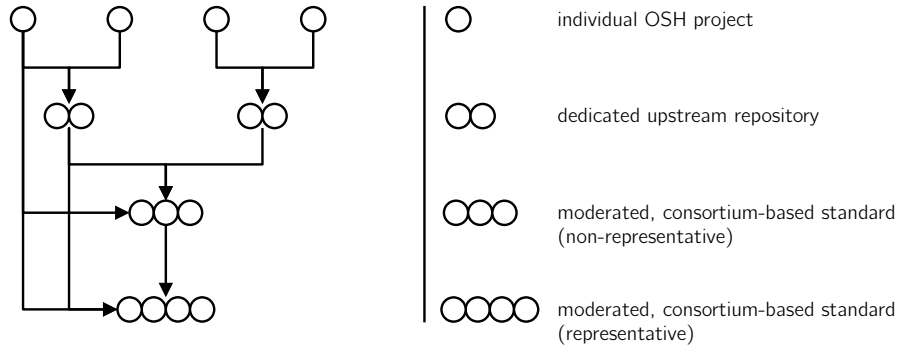 individual OSH project
dedicated upstream repository
moderated, consortium-based standard
(non-representative)
moderated, consortium-based standard
(representative)